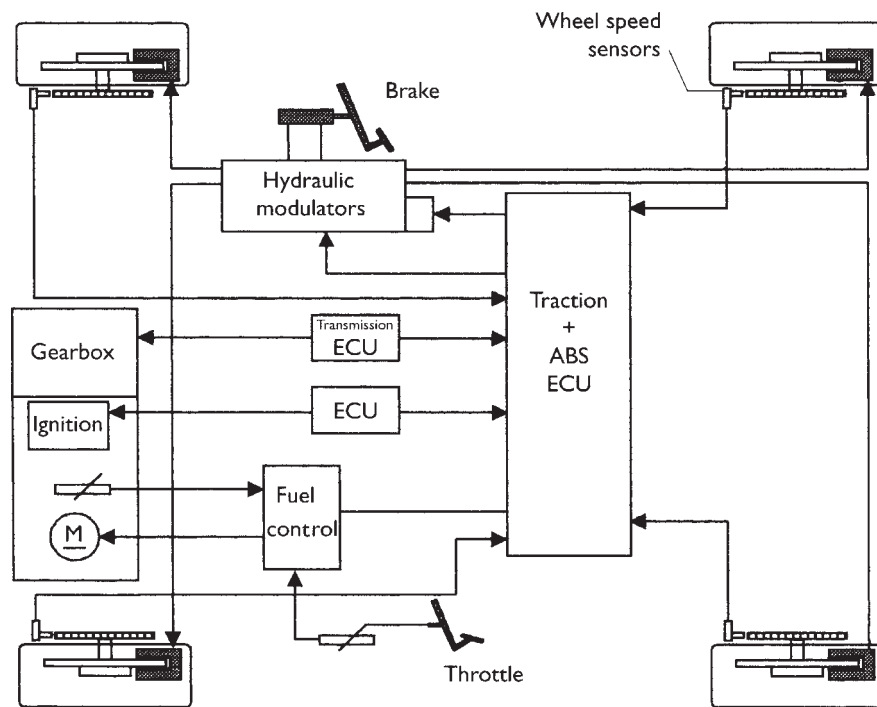 Wheel speed
sensors
Brake
Hydraulic
modulators
Traction
+
ABS
ECU
Transmission
ECU
Gearbox
ECU
Ignition
Fuel
control
M
Throttle